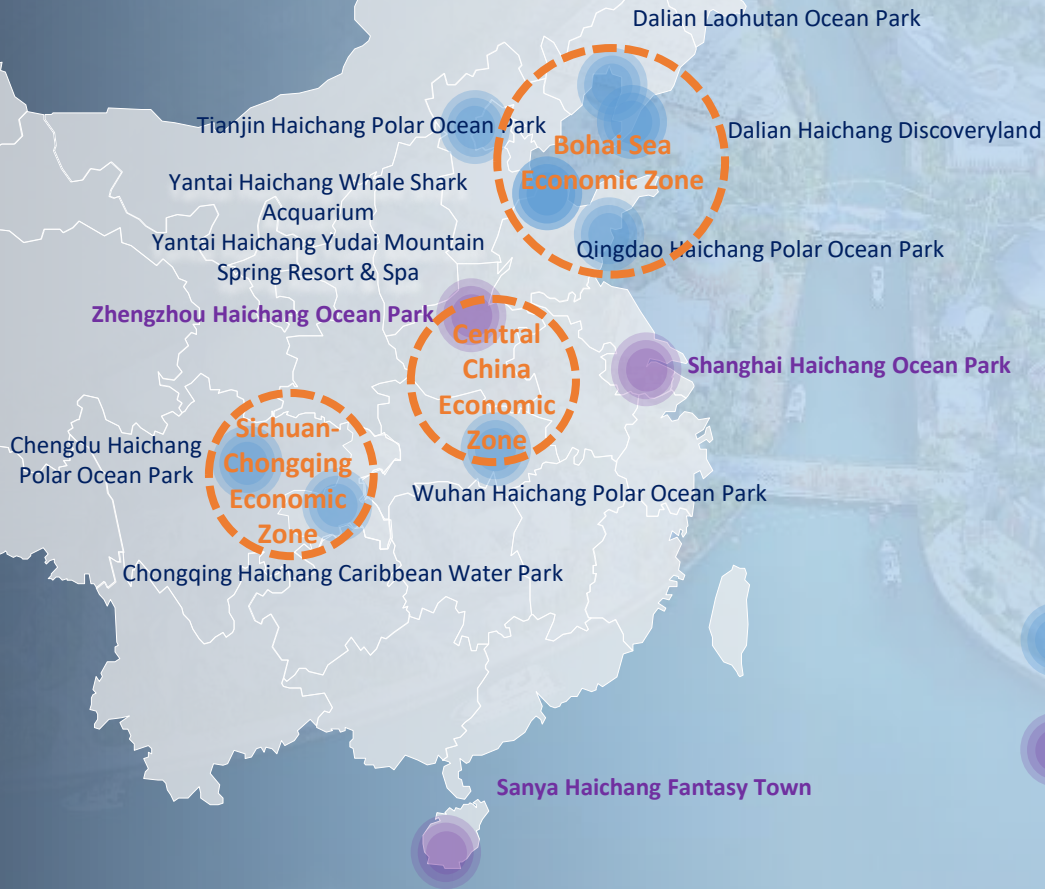 Dalian Laohutan Ocean Park
Tianjin Haichang Polar Ocean Park
Dalian Haichang Discoveryland
Bohai Sea
Economic Zone
Yantai Haichang Whale Shark
Acquarium
Yantai Haichang Yudai Mountain
Spring Resort & Spa
Qingdao Haichang Polar Ocean Park
Zhengzhou Haichang Ocean Park
Central
China
Economic
Zone
Shanghai Haichang Ocean Park
Sichuan-
Chongqing
Economic
Zone
Chengdu Haichang
Polar Ocean Park
Wuhan Haichang Polar Ocean Park
Chongqing Haichang Caribbean Water Park
Sanya Haichang Fantasy Town